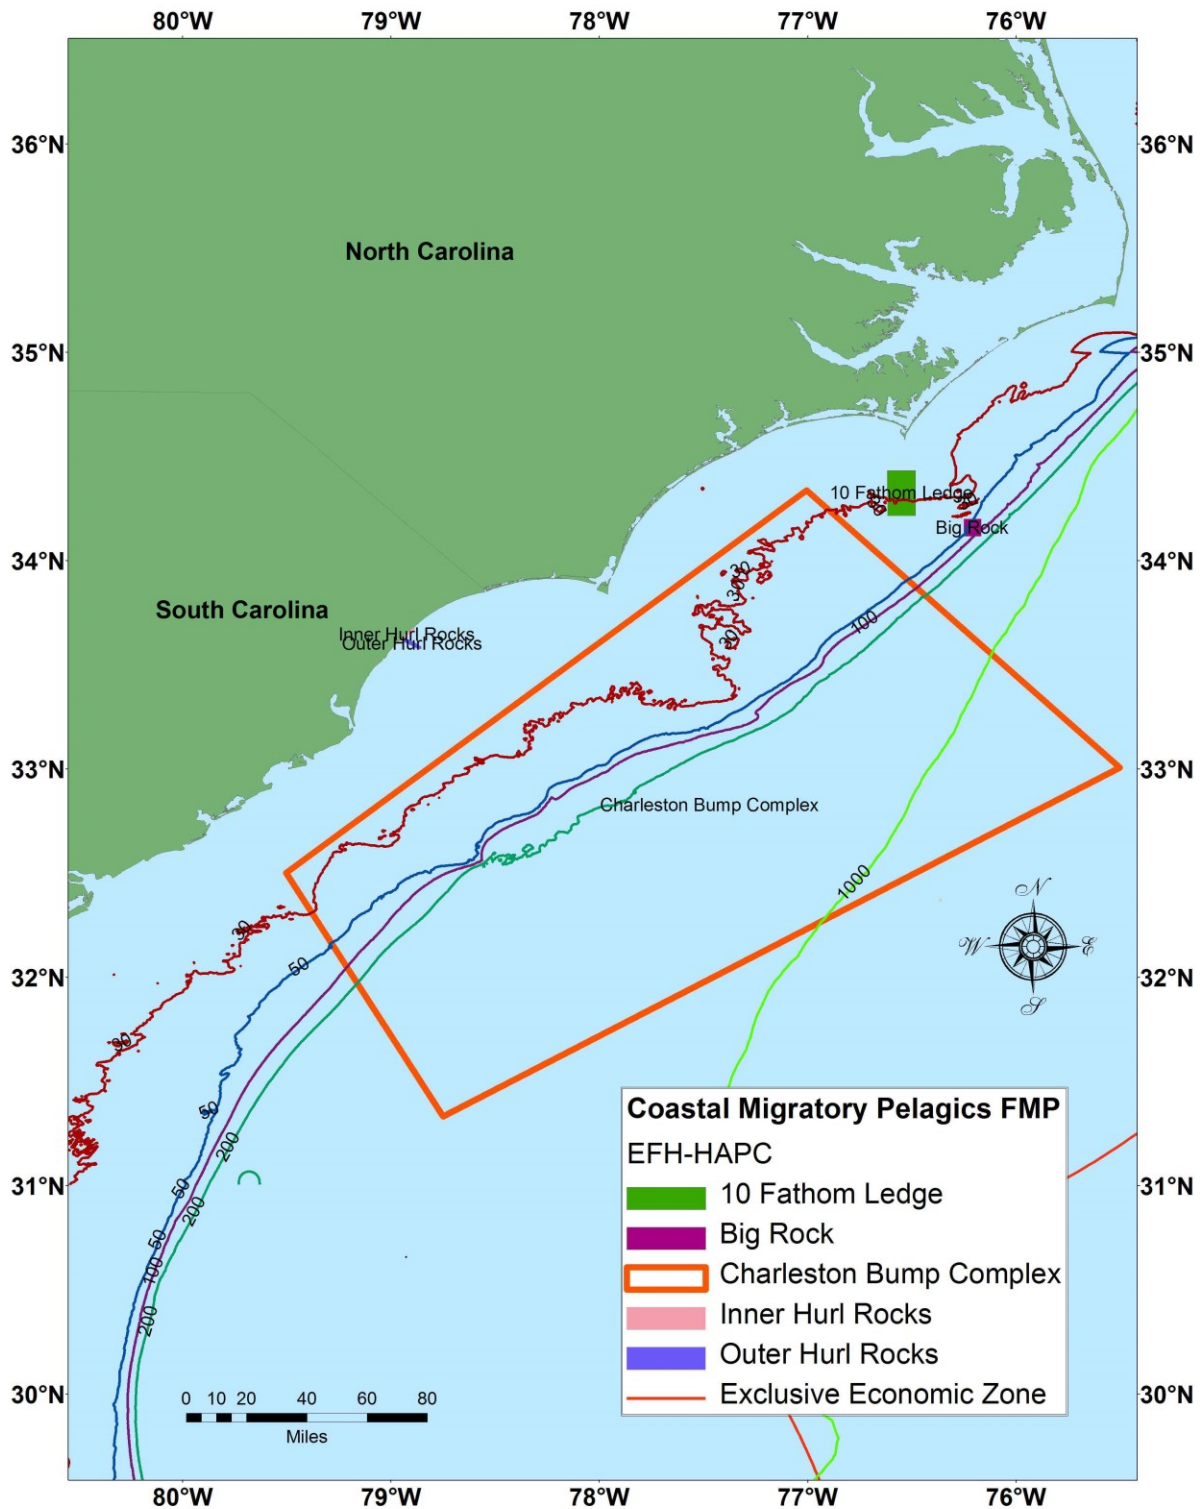 80°W 79°W 78°W 77°W 76°W
36°N 36°N
North Carolina
35°N 35°N
30
10 Fathom Ledge
30
Big Rock
34°N 34°N
30
30
South Carolina
100
Inner Hurl Rocks
30
Outer Hurl Rocks
33°N 33°N
Charleston Bump Complex
1000
N
30
W E
50
32°N 32°N
S
30
Coastal Migratory Pelagics FMP
50
200
EFH-HAPC
50
31°N 31°N
10 Fathom Ledge
200
50
Big Rock
100
Charleston Bump Complex
200
Inner Hurl Rocks
Outer Hurl Rocks
0 10 20 40 60 80
Exclusive Economic Zone
30°N 30°N
Miles
80°W 79°W 78°W 77°W 76°W